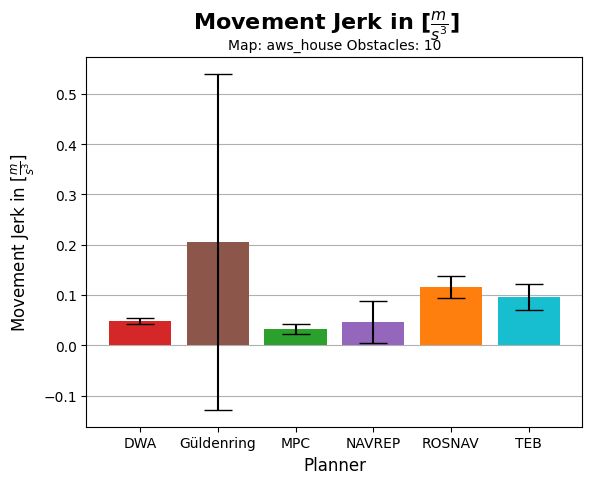 Movement Jerk in [m/s³]
Map: aws_house Obstacles: 10
Movement Jerk in [m/s³]
0.5
0.4
0.3
0.2
0.1
0.0
−0.1
DWA Güldenring MPC NAVREP ROSNAV TEB
Planner